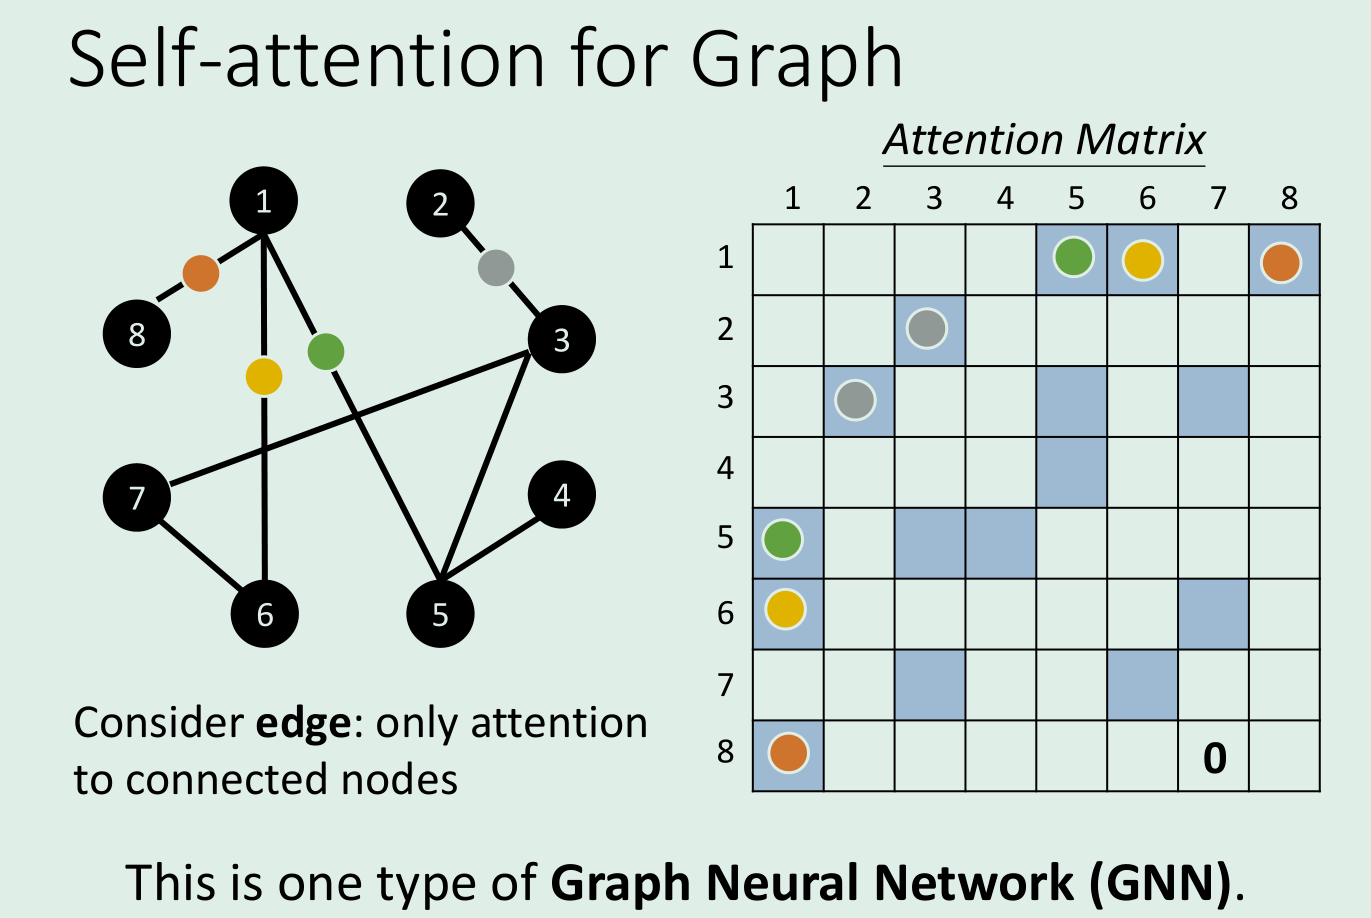 Self-attention for Graph
Attention Matrix
1 2 3 4 5 6 7 8
1
2
3
4
5
6
7
8 0
1
2
8
3
7
4
6
5
Consider edge: only attention
to connected nodes
This is one type of Graph Neural Network (GNN).